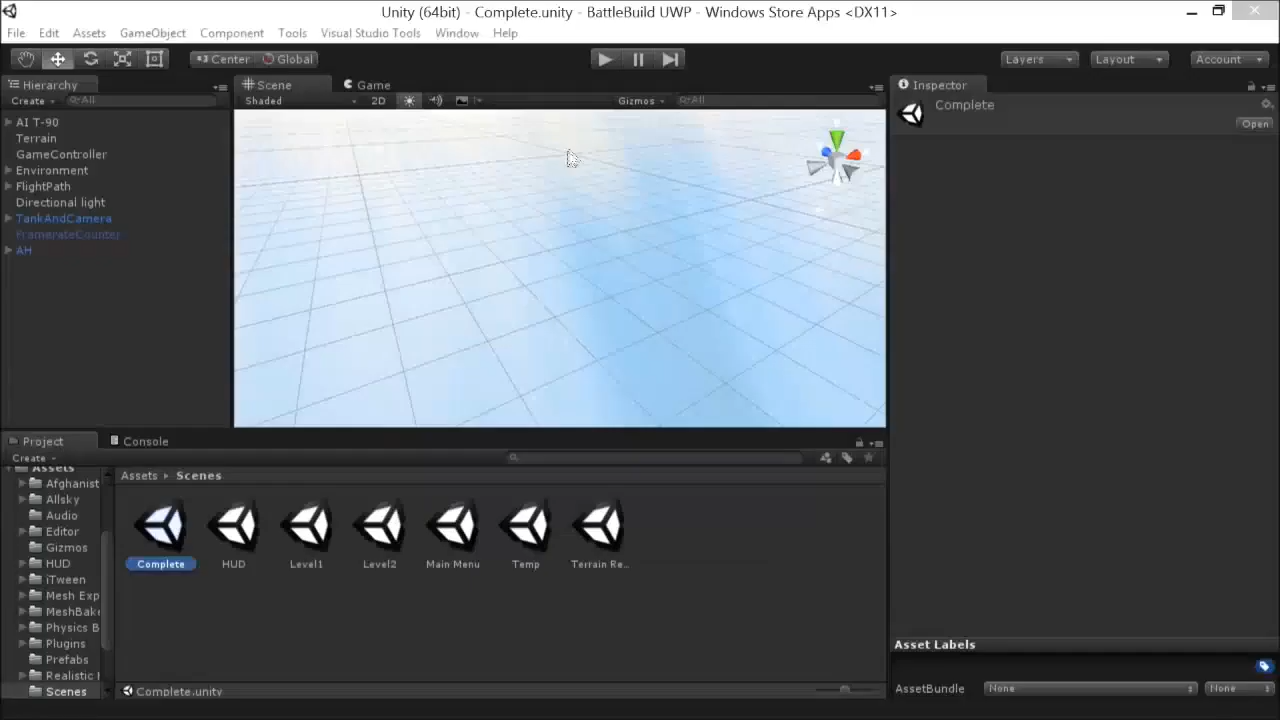 Unity (64bit) - Complete.unity - BattleBuild UWP - Windows Store Apps <DX11>
File Edit Assets GameObject Component Tools Visual Studio Tools Window Help
Center Global Layers Layout Account
Hierarchy Scene Game Inspector
Create All Shaded 2D Gizmos All Complete
Open
AI T-90
Terrain
GameController
Environment
FlightPath
Directional light
TankAndCamera
FramerateCounter
AH
Project Console
Create
Assets
Assets Scenes
Afghanist
Allsky
Audio
Editor
Gizmos
HUD
iTween
Mesh Exp
MeshBake
Physics B
Plugins
Prefabs
Realistic
Scenes
Complete HUD Level1 Level2 Main Menu Temp Terrain Re...
Complete.unity
Asset Labels
AssetBundle None None